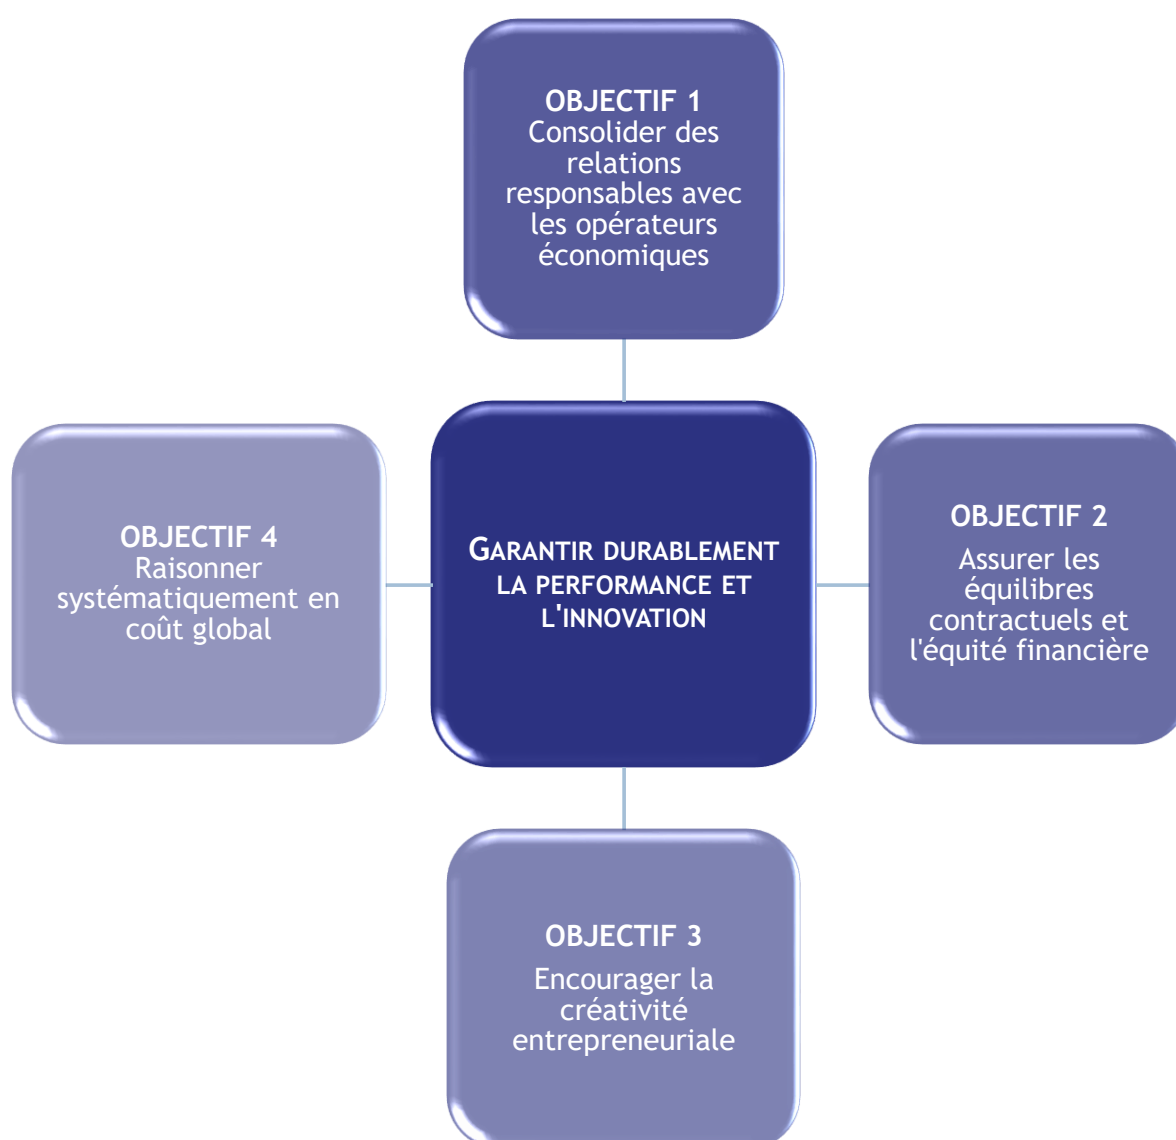 OBJECTIF 1
Consolider des
relations
responsables avec
les opérateurs
économiques
OBJECTIF 4
Raisonner
systématiquement en
coût global
GARANTIR DURABLEMENT
LA PERFORMANCE ET
L'INNOVATION
OBJECTIF 2
Assurer les
équilibres
contractuels et
l'équité financière
OBJECTIF 3
Encourager la
créativité
entrepreneuriale